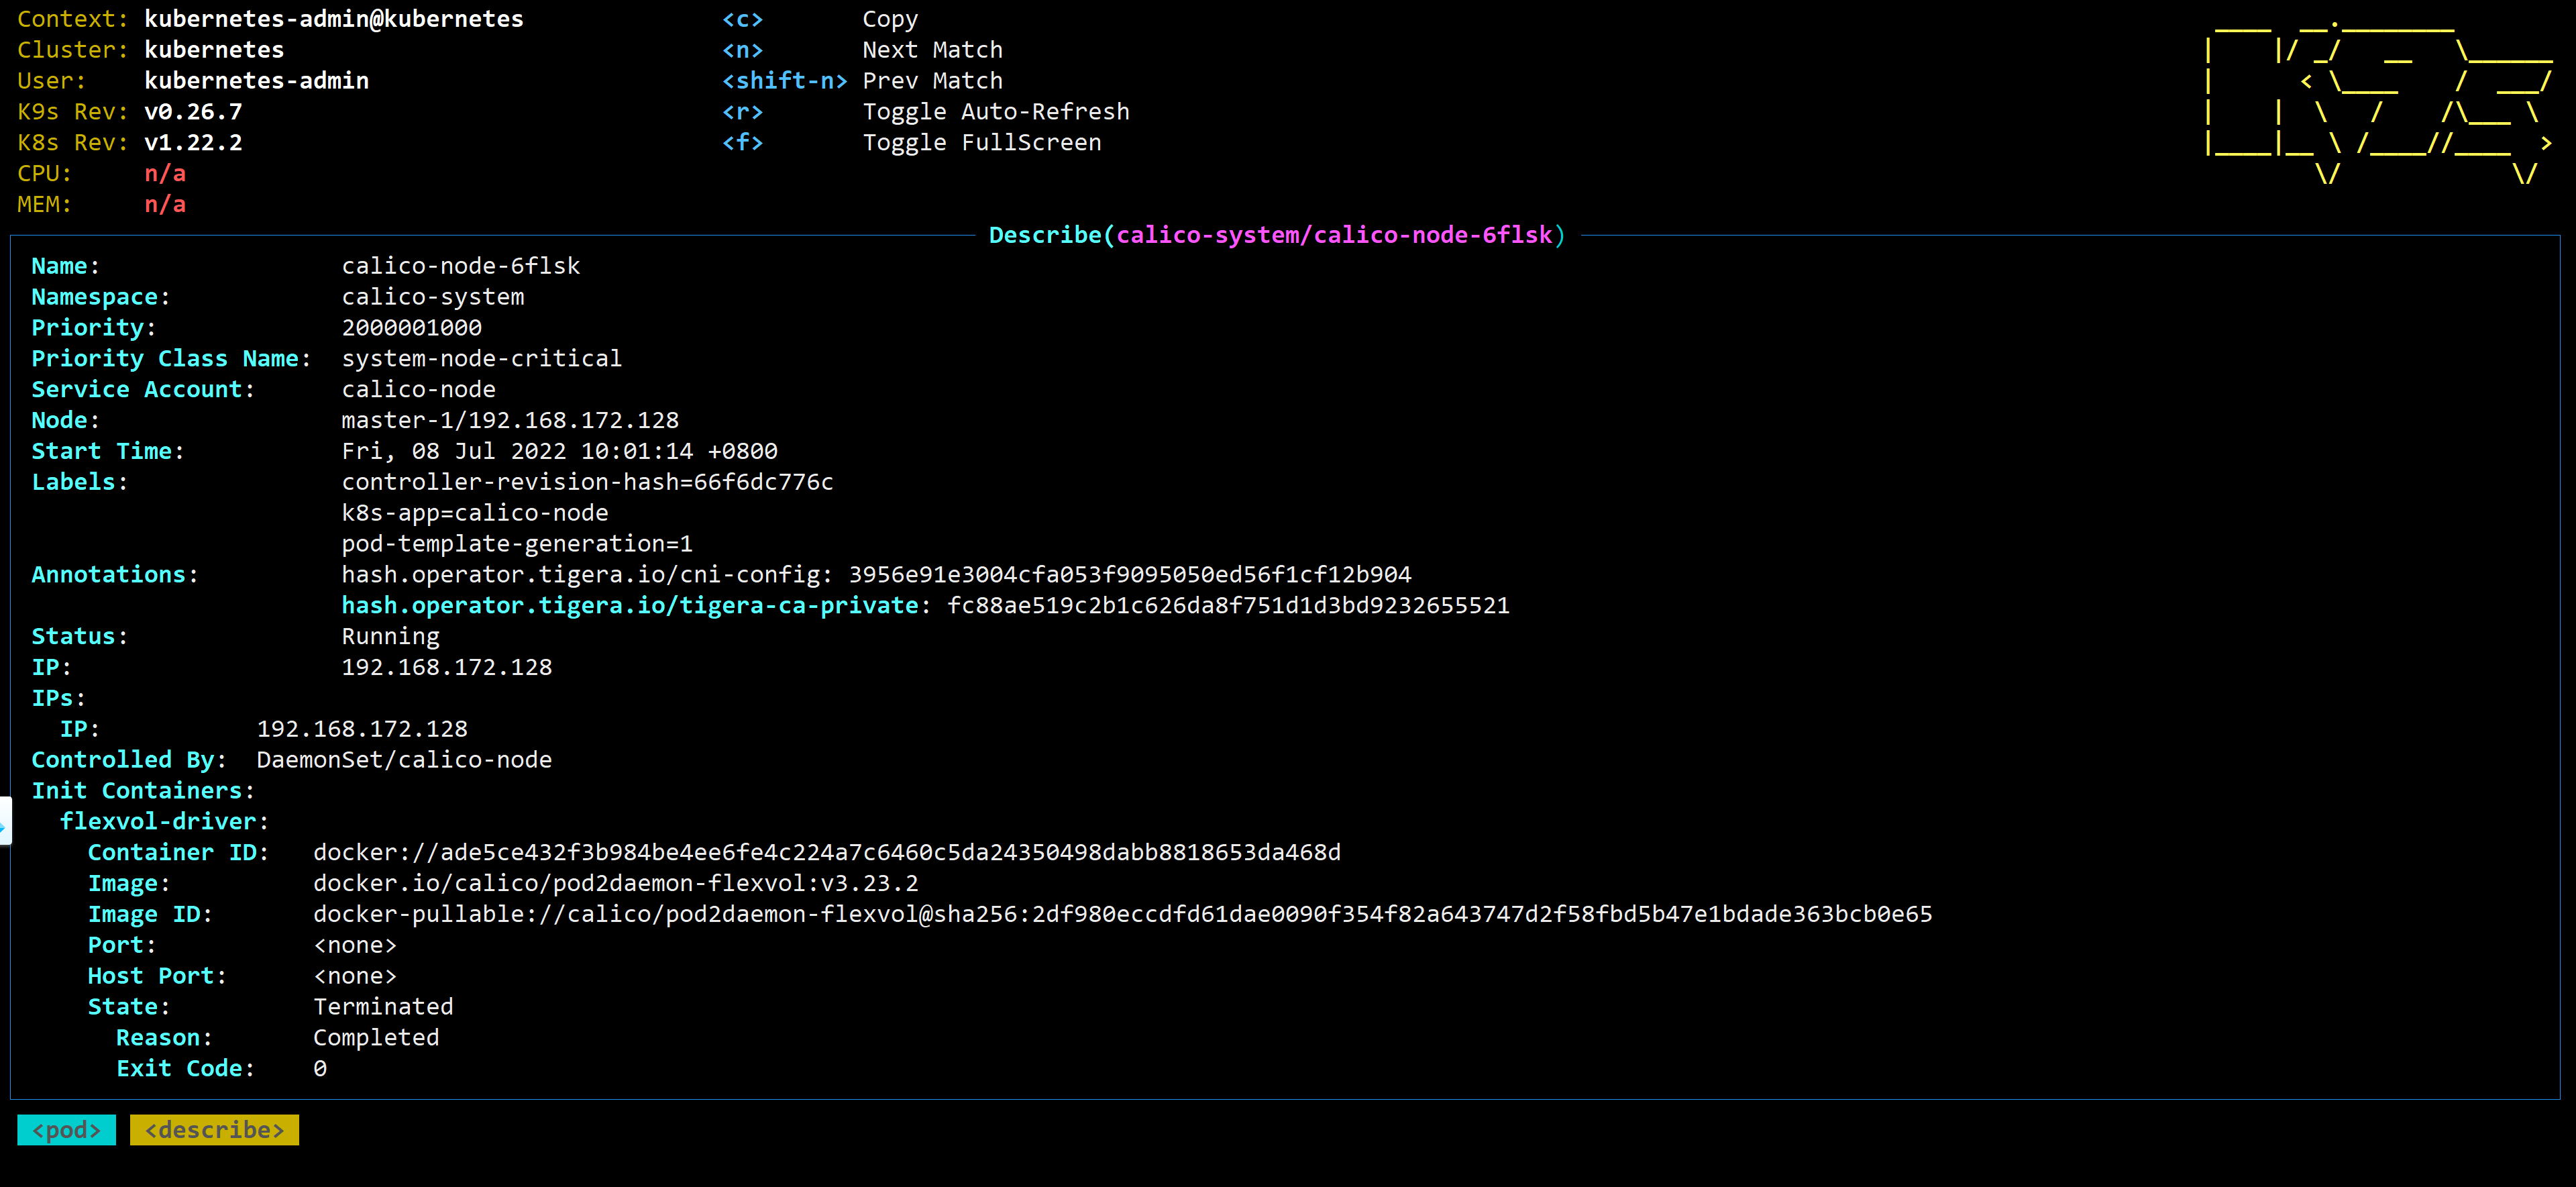 Context: kubernetes-admin@kubernetes <c> Copy
Cluster: kubernetes <n> Next Match
User: kubernetes-admin <shift-n> Prev Match
K9s Rev: v0.26.7 <r> Toggle Auto-Refresh
K8s Rev: v1.22.2 <f> Toggle FullScreen
CPU: n/a
MEM: n/a
Describe(calico-system/calico-node-6flsk)
Name: calico-node-6flsk
Namespace: calico-system
Priority: 2000001000
Priority Class Name: system-node-critical
Service Account: calico-node
Node: master-1/192.168.172.128
Start Time: Fri, 08 Jul 2022 10:01:14 +0800
Labels: controller-revision-hash=66f6dc776c
k8s-app=calico-node
pod-template-generation=1
Annotations: hash.operator.tigera.io/cni-config: 3956e91e3004cfa053f9095050ed56f1cf12b904
hash.operator.tigera.io/tigera-ca-private: fc88ae519c2b1c626da8f751d1d3bd9232655521
Status: Running
IP: 192.168.172.128
IPs:
IP: 192.168.172.128
Controlled By: DaemonSet/calico-node
Init Containers:
flexvol-driver:
Container ID: docker://ade5ce432f3b984be4ee6fe4c224a7c6460c5da24350498dabb8818653da468d
Image: docker.io/calico/pod2daemon-flexvol:v3.23.2
Image ID: docker-pullable://calico/pod2daemon-flexvol@sha256:2df980eccdfd61dae0090f354f82a643747d2f58fbd5b47e1bdade363bcb0e65
Port: <none>
Host Port: <none>
State: Terminated
Reason: Completed
Exit Code: 0
<pod> <describe>